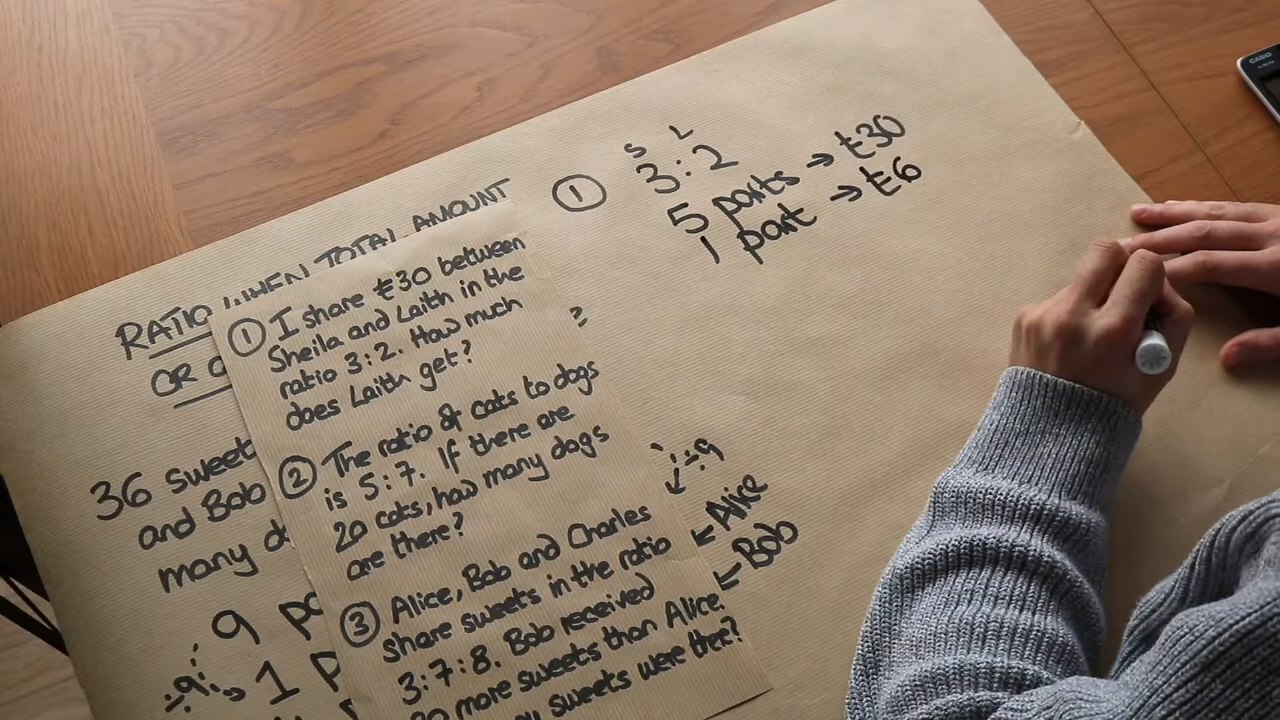 RATIO WHEN TOTAL AMOUNT
OR
36 sweet
and Bob
many d
9 p
÷9
1 P
① I share £30 between
Sheila and Laith in the
ratio 3:2. How much
does Laith get?
② The ratio of cats to dogs
is 5:7. If there are
20 cats, how many dogs
are there?
③ Alice, Bob and Charles
share sweets in the ratio
3:7:8. Bob received
more sweets than Alice.
sweets were there?
?
÷9
← Alice
← Bob
① S L
3:2
5 parts → £30
1 part → £6
CASIO